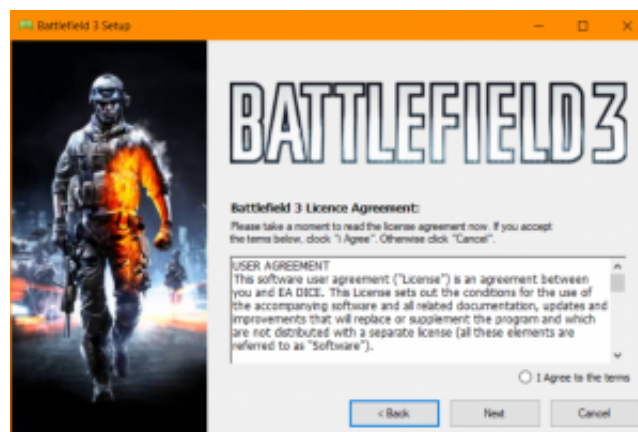 Battlefield 3 Setup
BATTLEFIELD 3
Battlefield 3 Licence Agreement:
Please take a moment to read the license agreement now. If you accept
the terms below, clock "I Agree". Otherwise click "Cancel".
USER AGREEMENT
This software user agreement ("License") is an agreement between
you and EA DICE. This License sets out the conditions for the use of
the accompanying software and all related documentation, updates and
improvements that will replace or supplement the program and which
are not distributed with a separate license (all these elements are
referred to as "Software").
I Agree to the terms
< Back
Next
Cancel